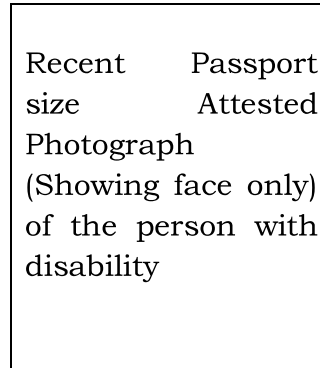 Recent Passport
size Attested
Photograph
(Showing face only)
of the person with
disability